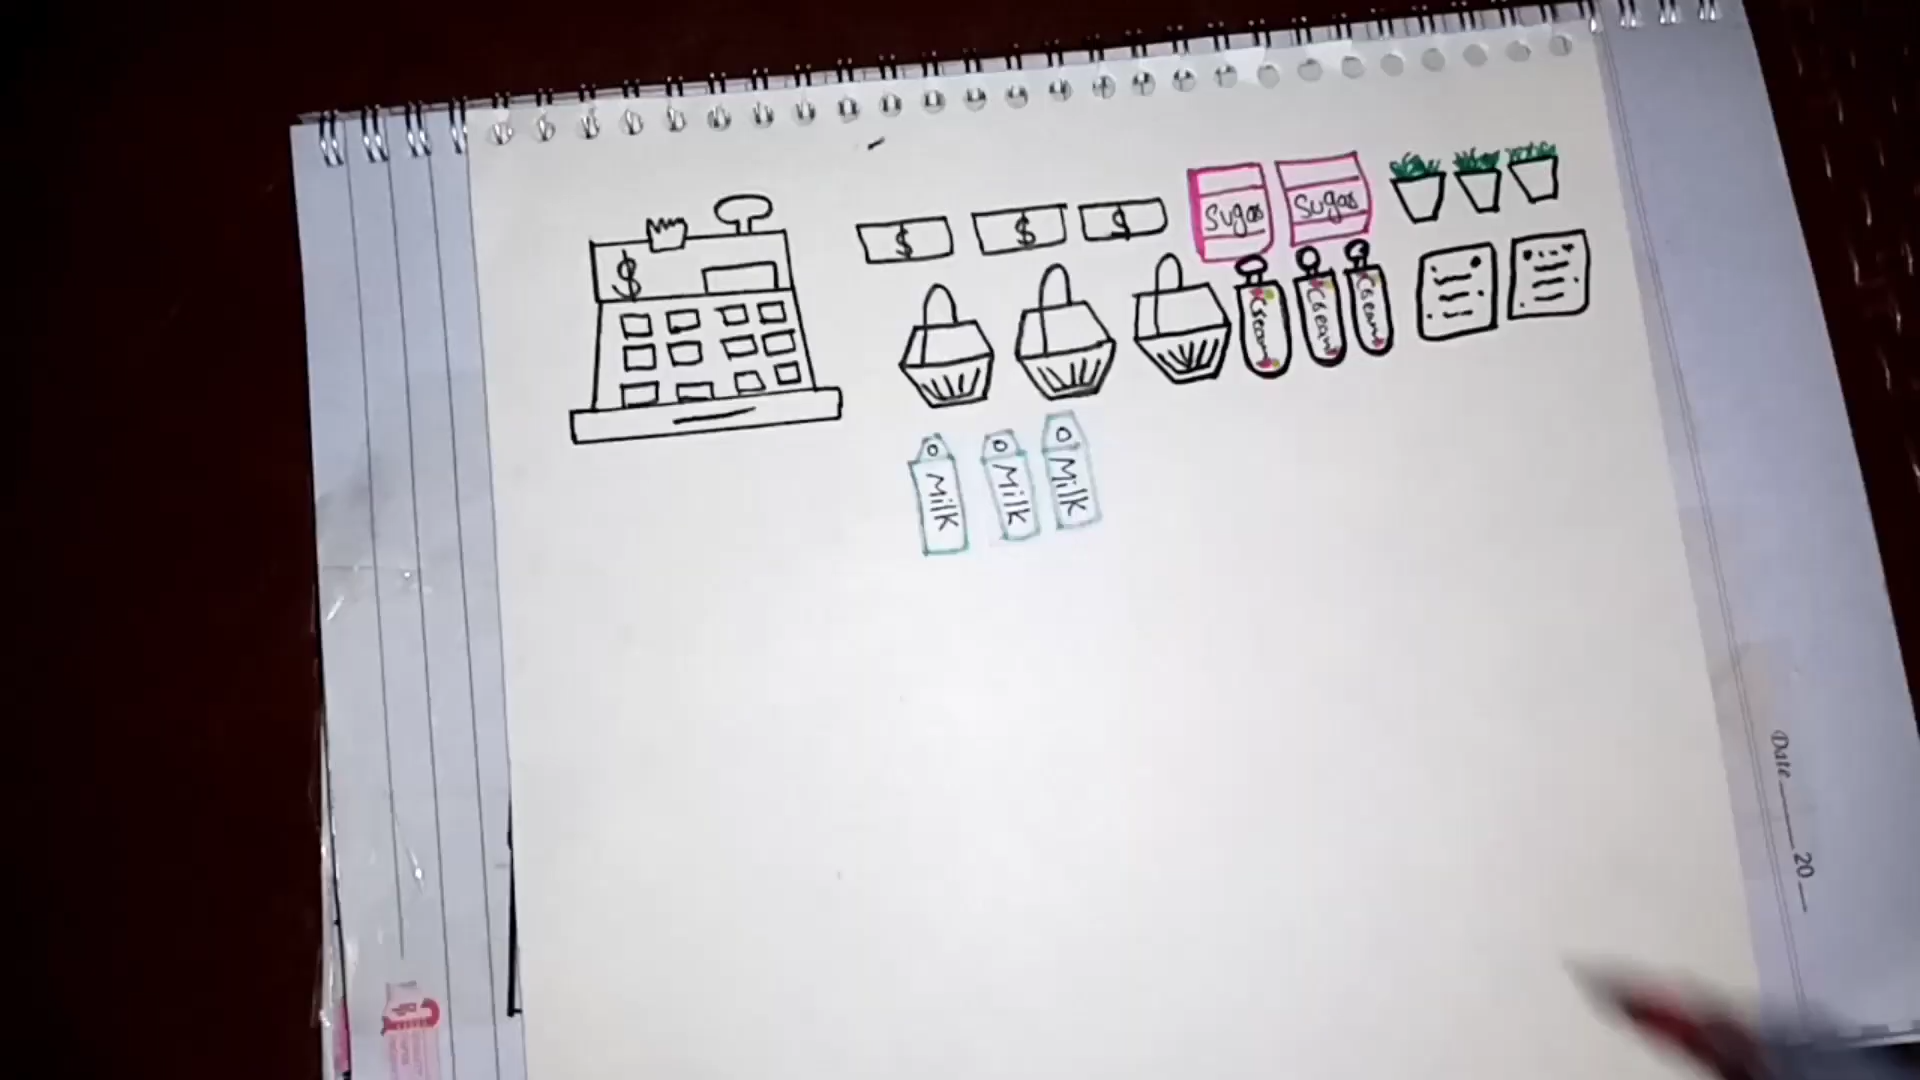 $
$ $ $
Sugar Sugar
Cream Cream Cream
Milk Milk Milk
Date 20